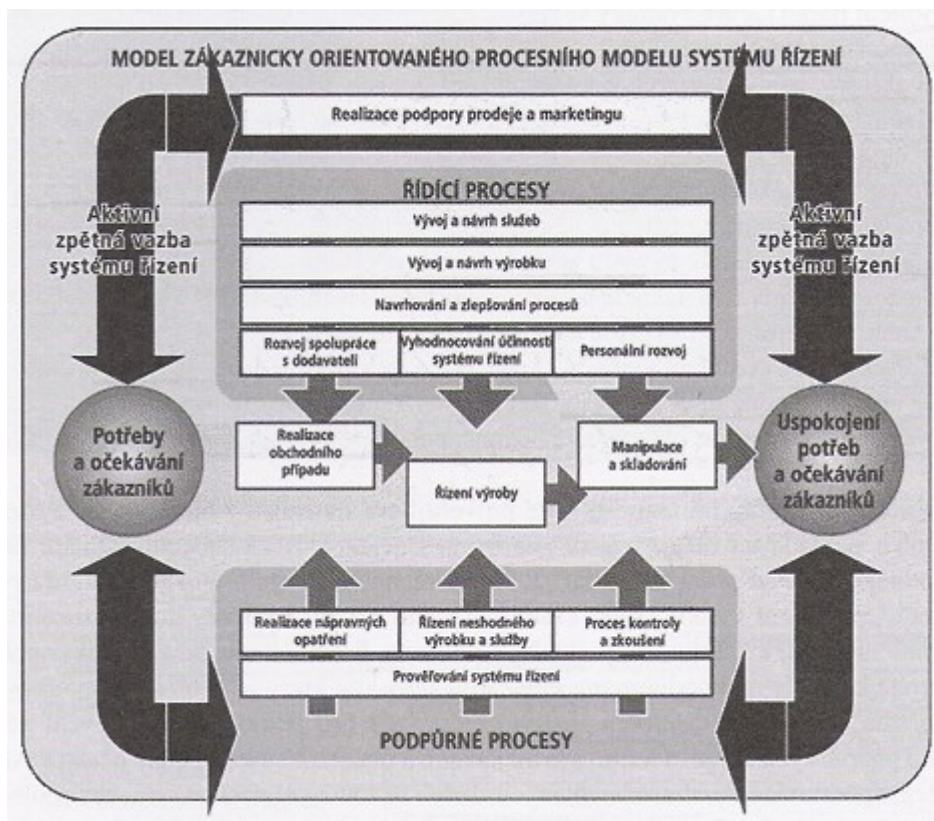 MODEL ZÁKAZNICKY ORIENTOVANÉHO PROCESNÍHO MODELU SYSTÉMU ŘÍZENÍ
Realizace podpory prodeje a marketingu
ŘÍDÍCÍ PROCESY
Vývoj a návrh služeb
Aktivní
zpětná vazba
systému řízení
Aktivní
zpětná vazba
systému řízení
Vývoj a návrh výrobku
Navrhování a zlepšování procesů
Rozvoj spolupráce
s dodavateli
Vyhodnocování účinnosti
systému řízení
Personální rozvoj
Potřeby
a očekávání
zákazníků
Realizace
obchodního
případu
Řízení výroby
Manipulace
a skladování
Uspokojení
potřeb
a očekávání
zákazníků
Realizace nápravných
opatření
Řízení neshodného
výrobku a služby
Proces kontroly
a zkoušení
Prověřování systému řízení
PODPŮRNÉ PROCESY